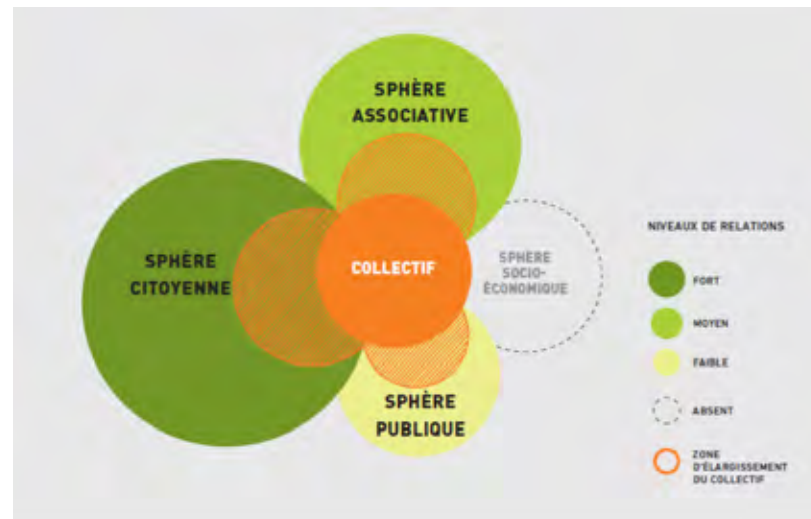 SPHÈRE
ASSOCIATIVE
SPHÈRE
CITOYENNE
COLLECTIF
SPHÈRE
SOCIO-
ÉCONOMIQUE
SPHÈRE
PUBLIQUE
NIVEAUX DE RELATIONS
FORT
MOYEN
FAIBLE
ABSENT
ZONE
D'ÉLARGISSEMENT
DU COLLECTIF